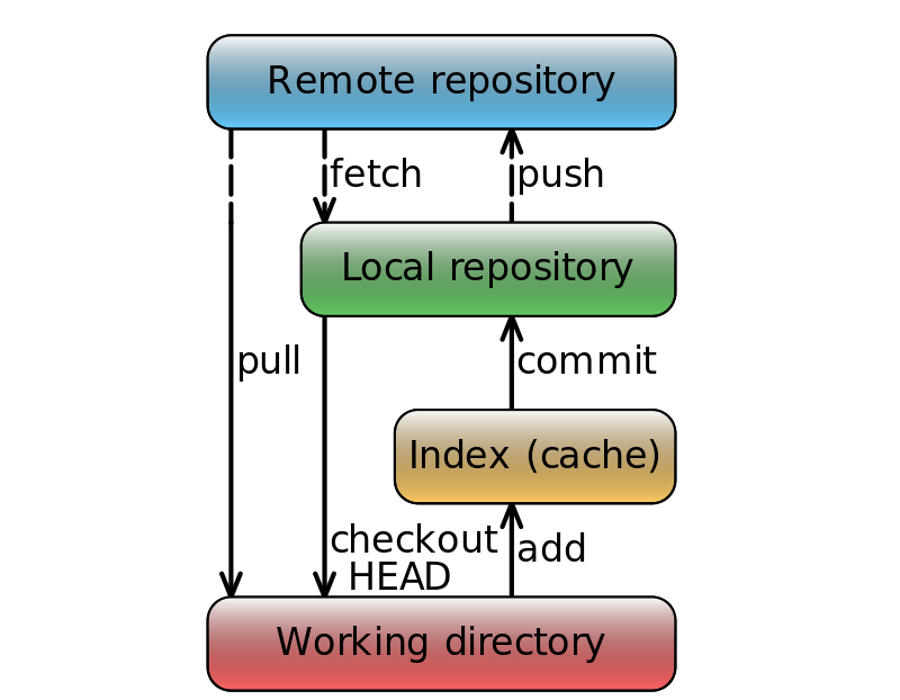 Remote repository
fetch
push
Local repository
pull
commit
Index (cache)
checkout
HEAD
add
Working directory